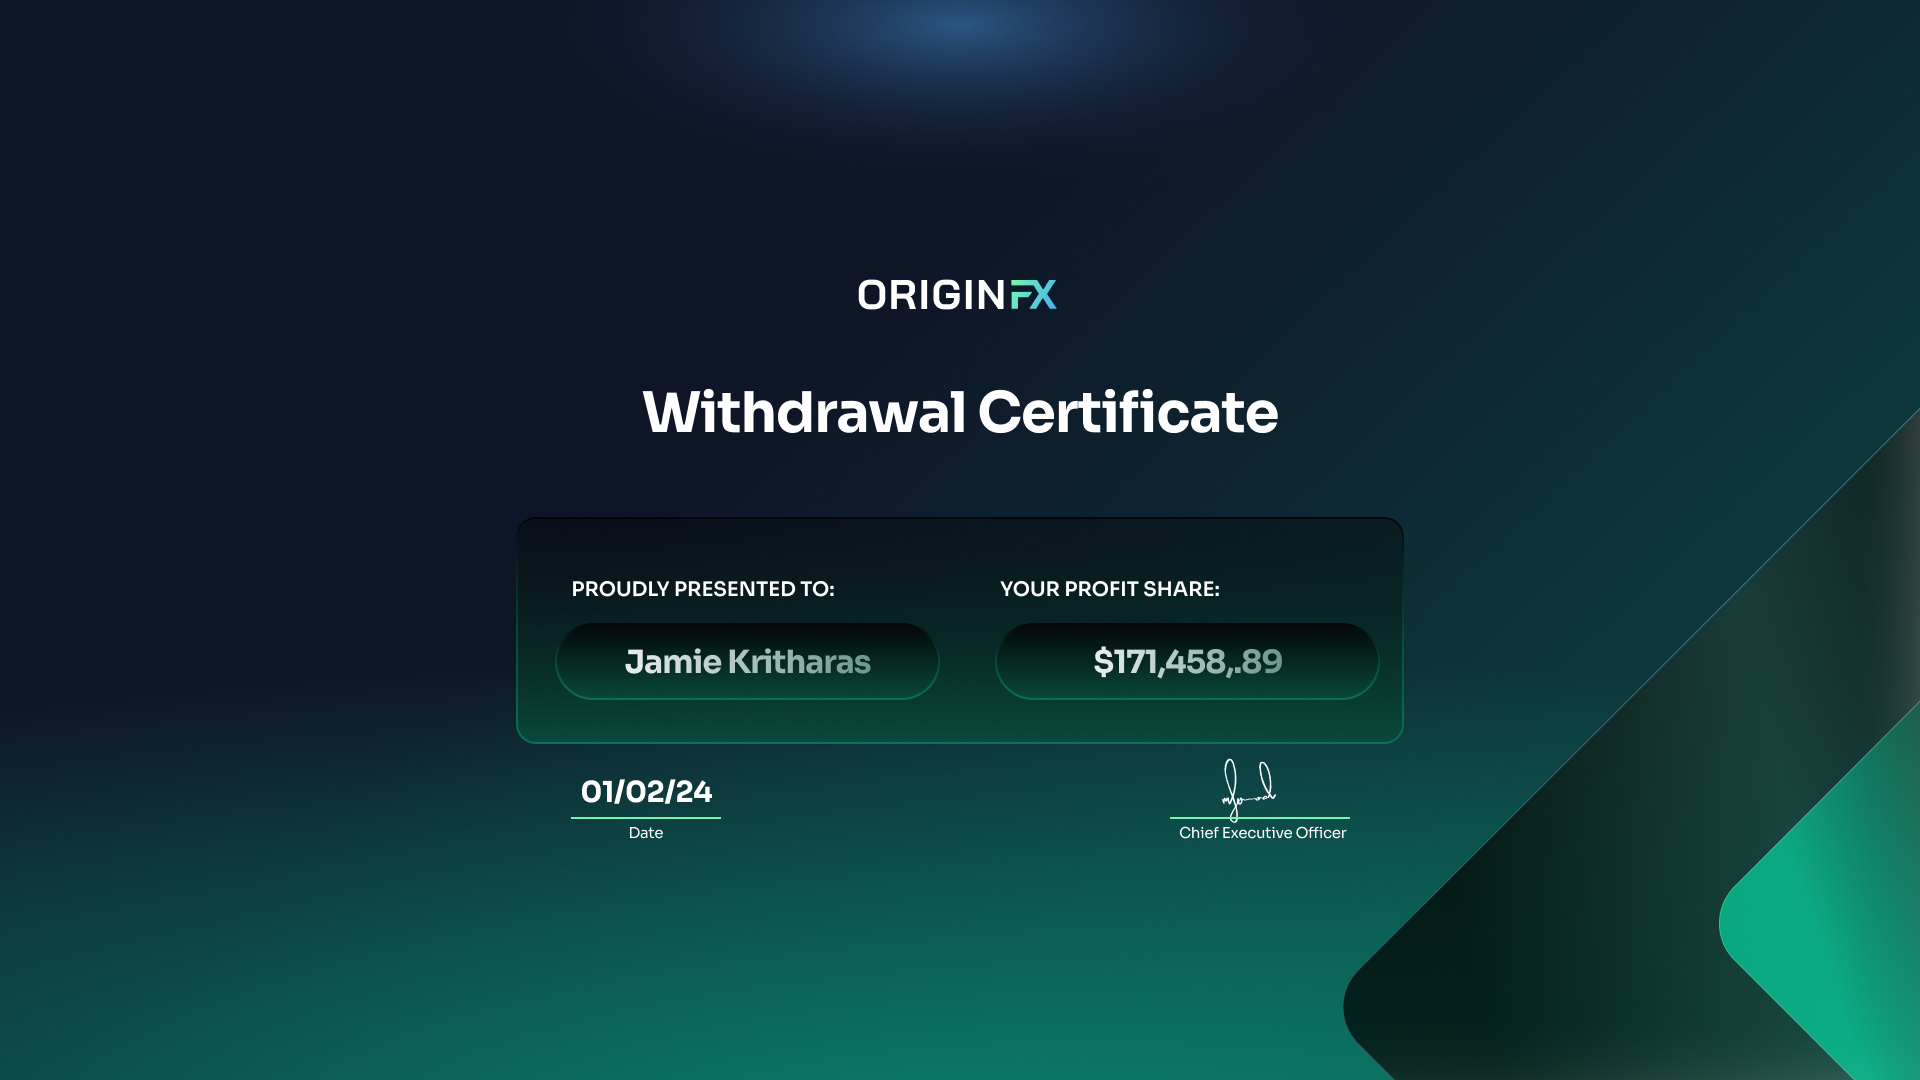 ORIGINFX
Withdrawal Certificate
PROUDLY PRESENTED TO:
YOUR PROFIT SHARE:
Jamie Kritharas
$171,458,.89
01/02/24
Date
Chief Executive Officer